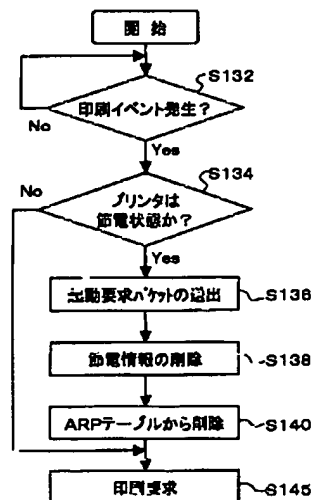 開始
S132
印刷イベント発生?
No
Yes
S134
No
プリンタは
節電状態か?
Yes
起動要求パケットの送出
S136
節電情報の削除
S138
ARPテーブルから削除
S140
印刷要求
S145